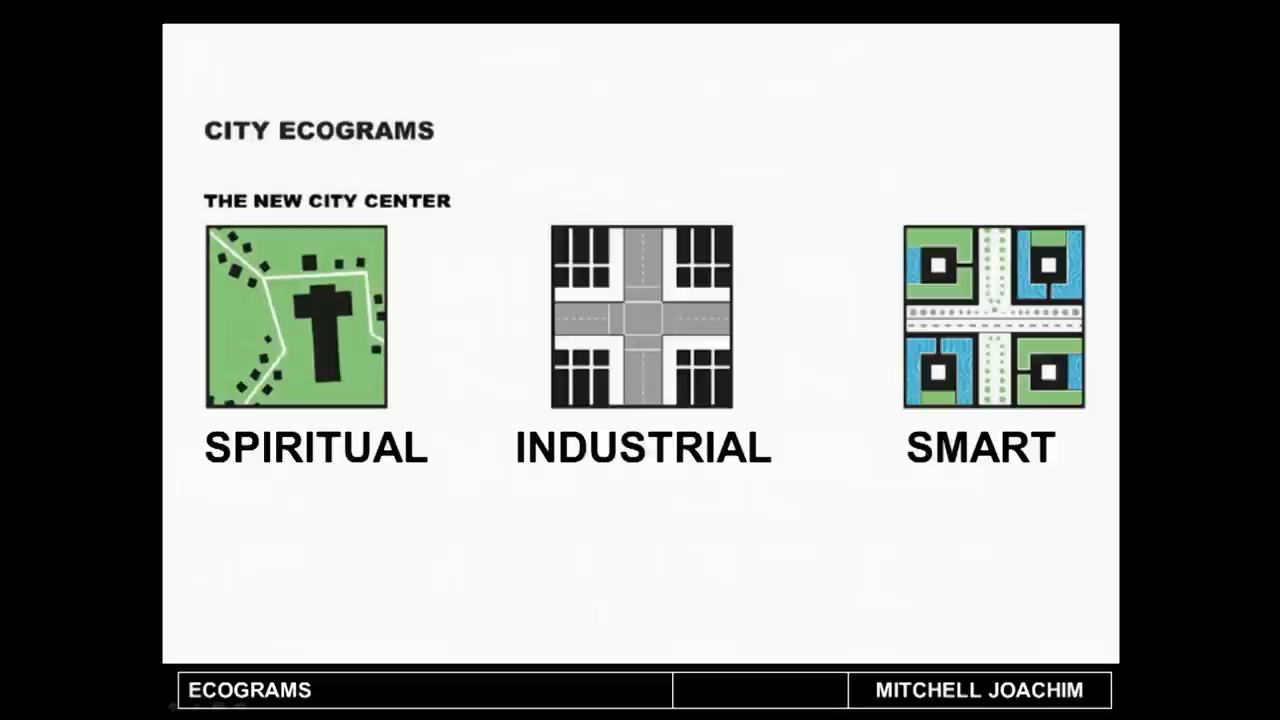 CITY ECOGRAMS
THE NEW CITY CENTER
SPIRITUAL INDUSTRIAL SMART
ECOGRAMS MITCHELL JOACHIM